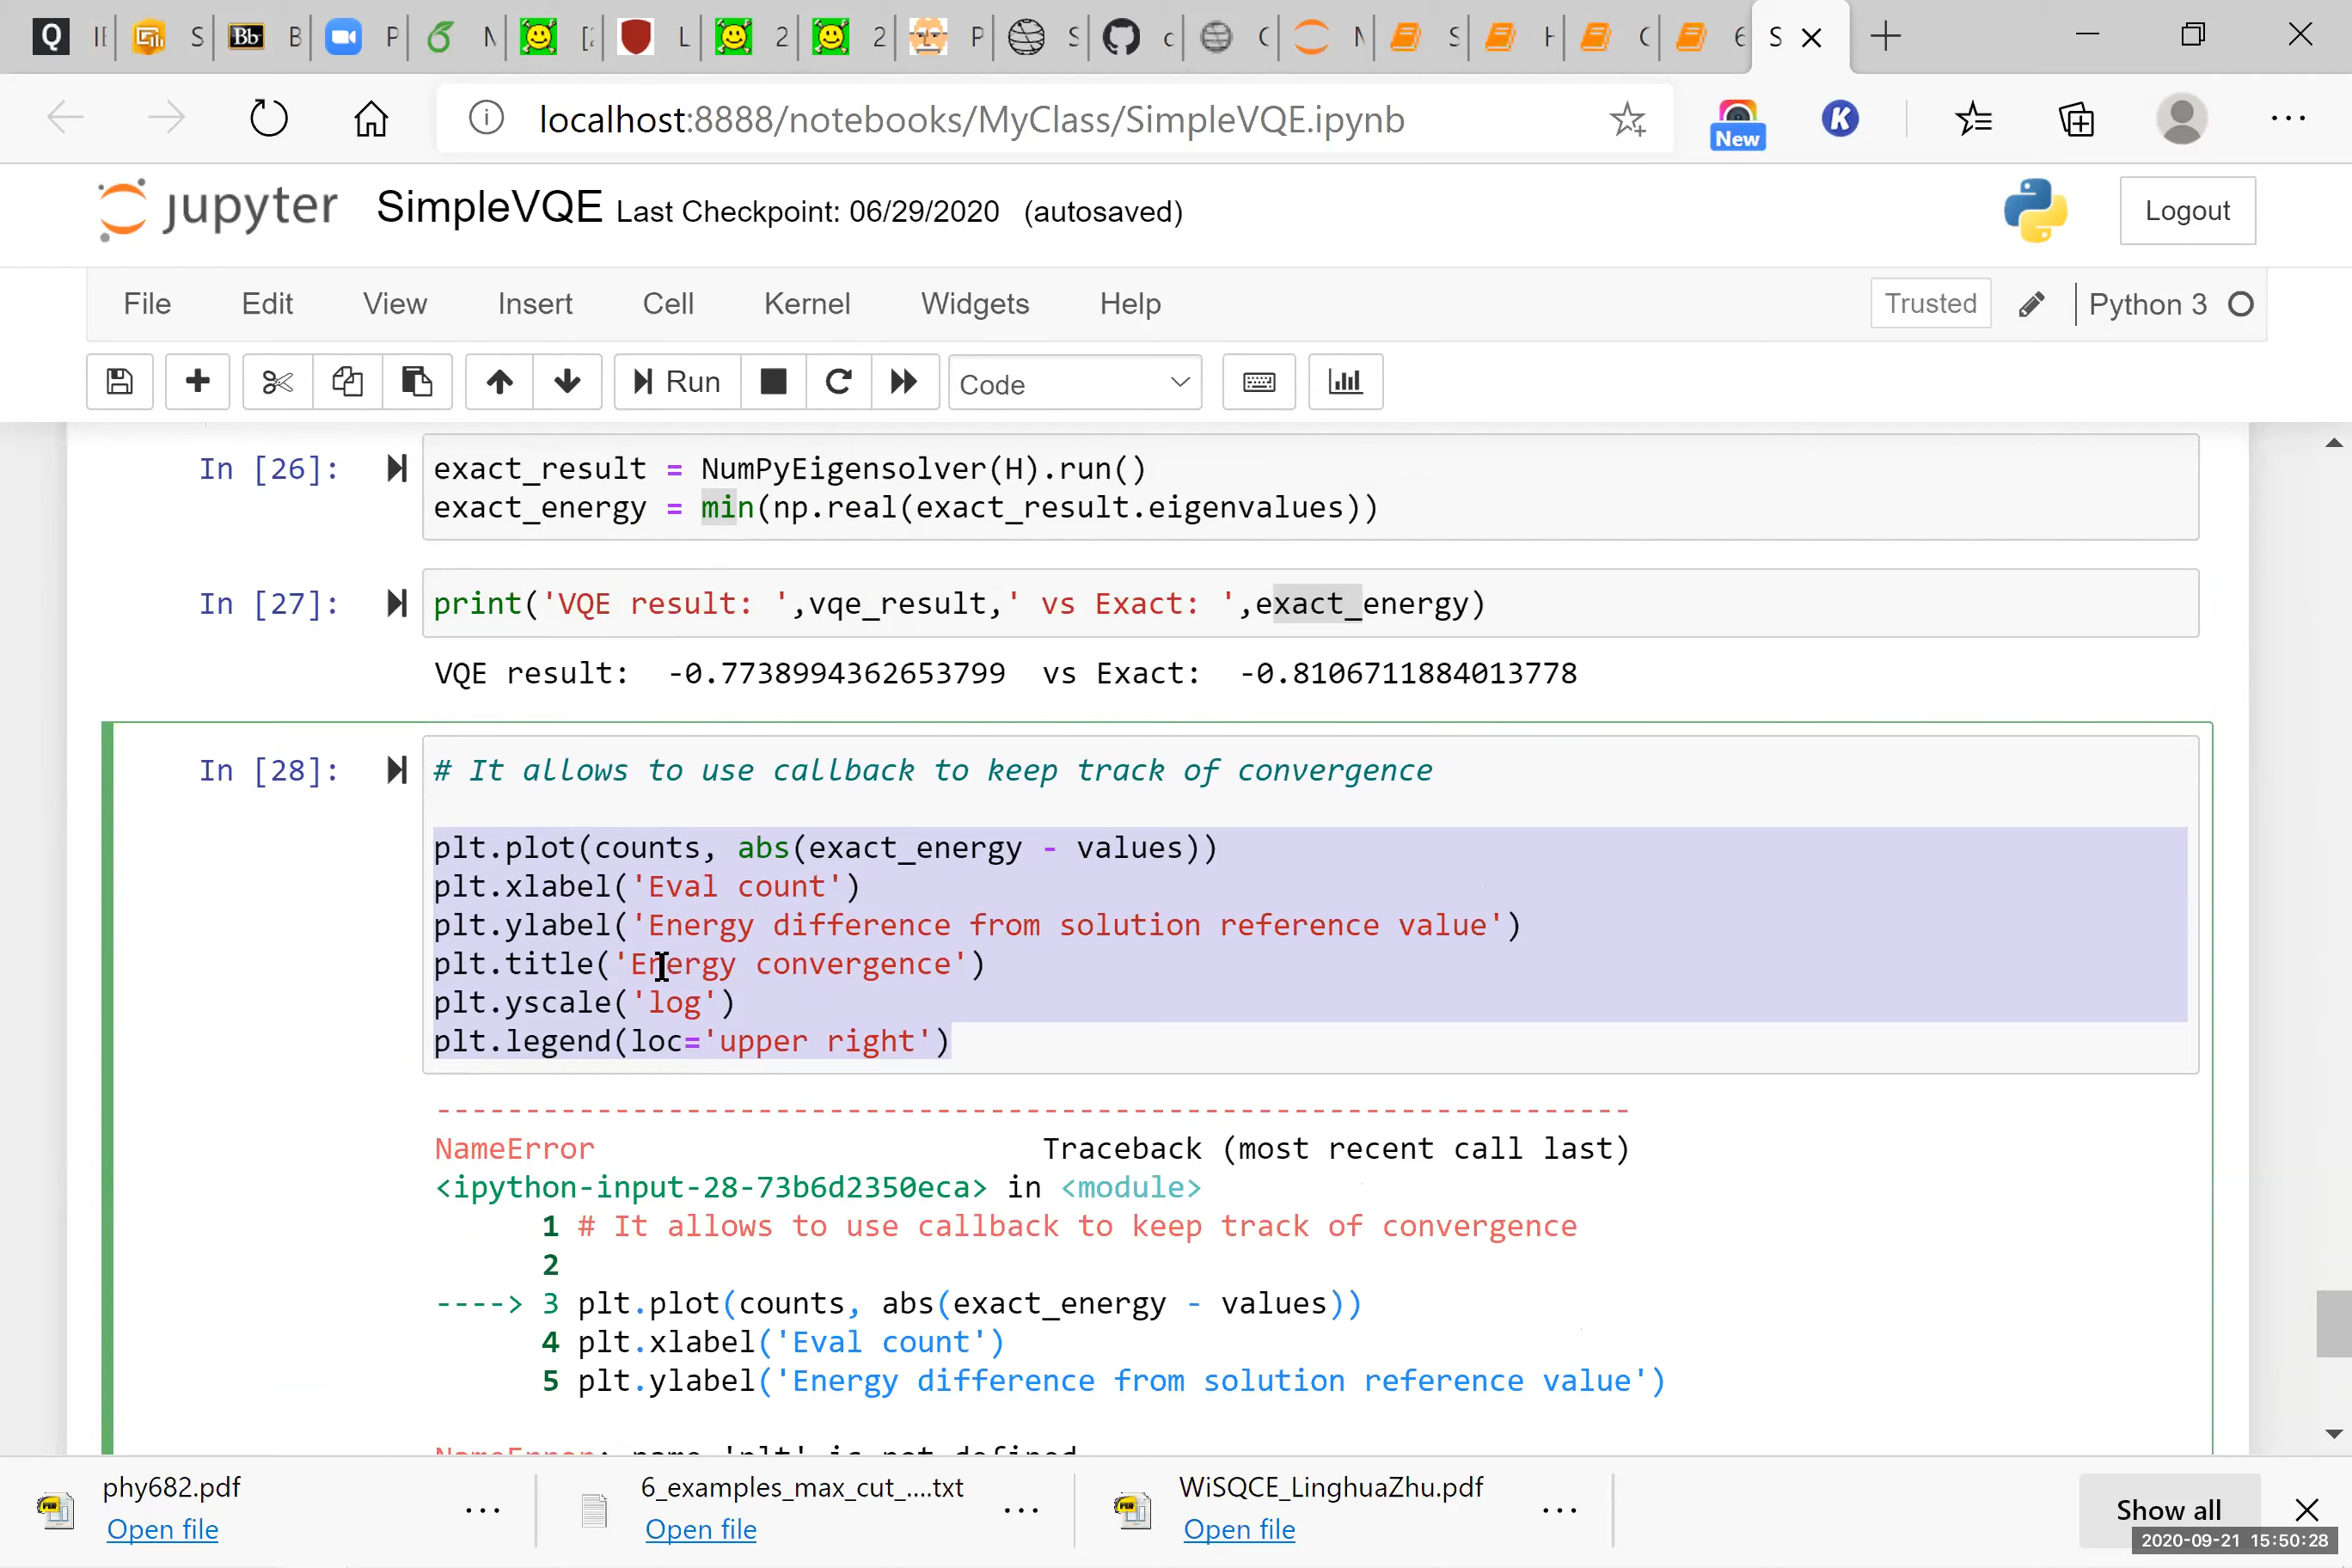 Q
IE
S
Bb
B
P
N
[2
L
2
2
P
S
c
C
N
S
H
C
6
S
localhost:8888/notebooks/MyClass/SimpleVQE.ipynb
New
K
jupyter
SimpleVQE Last Checkpoint: 06/29/2020 (autosaved)
Logout
File Edit View Insert Cell Kernel Widgets Help
Trusted
Python 3
Run
Code
In [26]:
exact_result = NumPyEigensolver(H).run()
exact_energy = min(np.real(exact_result.eigenvalues))
In [27]:
print('VQE result: ',vqe_result,' vs Exact: ',exact_energy)
VQE result:  -0.7738994362653799  vs Exact:  -0.8106711884013778
In [28]:
# It allows to use callback to keep track of convergence
plt.plot(counts, abs(exact_energy - values))
plt.xlabel('Eval count')
plt.ylabel('Energy difference from solution reference value')
plt.title('Energy convergence')
plt.yscale('log')
plt.legend(loc='upper right')
-------------------------------------------------------------------
NameError Traceback (most recent call last)
<ipython-input-28-73b6d2350eca> in <module>
1 # It allows to use callback to keep track of convergence
2
----> 3 plt.plot(counts, abs(exact_energy - values))
4 plt.xlabel('Eval count')
5 plt.ylabel('Energy difference from solution reference value')
NameError: name 'plt' is not defined
phy682.pdf
Open file
6_examples_max_cut_....txt
Open file
WiSQCE_LinghuaZhu.pdf
Open file
Show all
2020-09-21 15:50:28